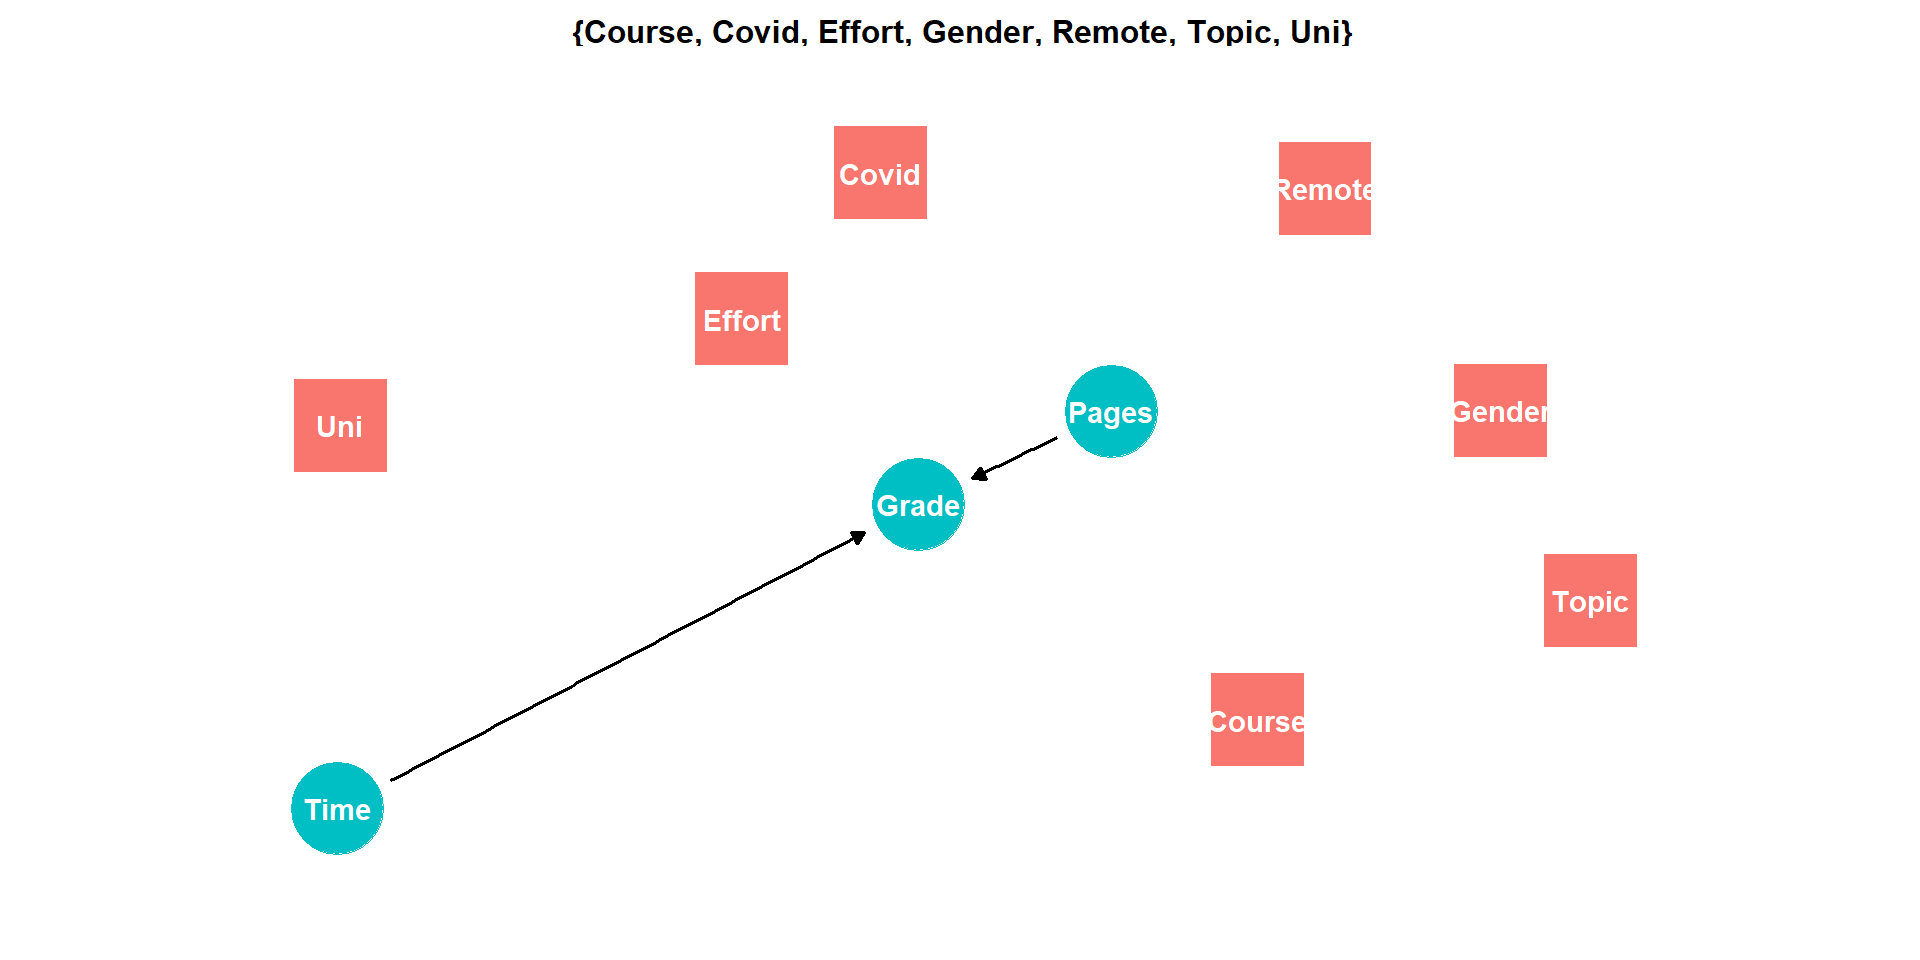 {Course, Covid, Effort, Gender, Remote, Topic, Uni}
Covid
Remote
Effort
Pages
Gender
Uni
Grade
Topic
Course
Time